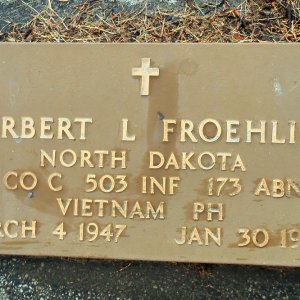 RBERT L FROEHLI
NORTH DAKOTA
CO C 503 INF 173 ABN
VIETNAM PH
RCH 4 1947 JAN 30 19